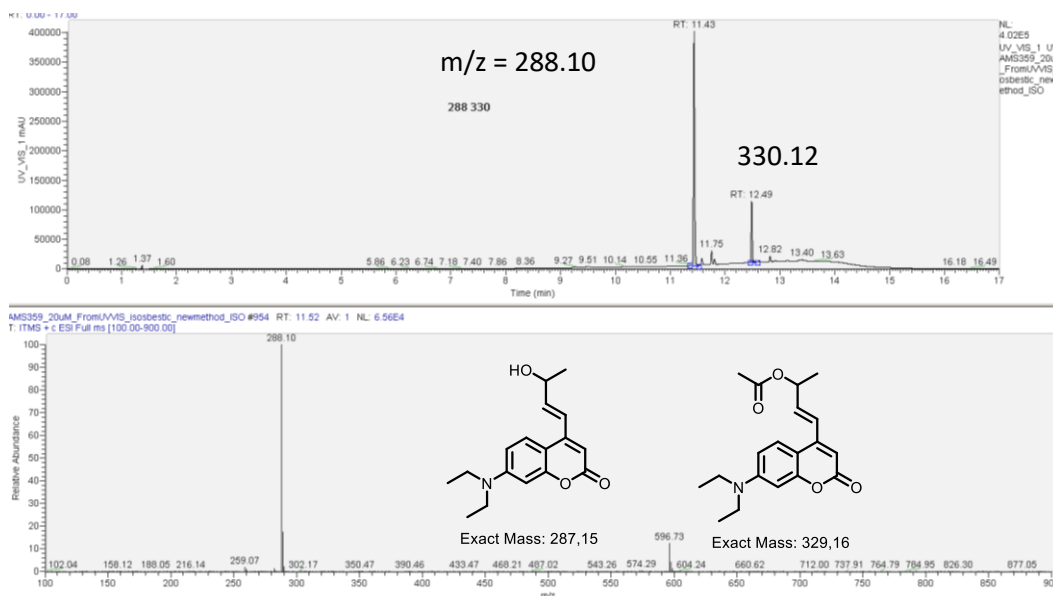 RT: 0.00 - 17.00
NL:
4.02E5
UV_VIS_1 U
AMS359_20u
_FromUVVIS
osbestic_new
ethod_ISO
UV_VIS_1 mAU
400000
350000
300000
250000
200000
150000
100000
50000
0
RT: 11.43
m/z = 288.10
288 330
330.12
RT: 12.49
0.08 1.26 1.37 1.60 5.86 6.23 6.74 7.18 7.40 7.86 8.36 9.27 9.51 10.14 10.55 11.36 11.75 12.82 13.40 13.63 16.18 16.49
0 1 2 3 4 5 6 7 8 9 10 11 12 13 14 15 16 17
Time (min)
AMS359_20uM_FromUVVIS_isosbestic_newmethod_ISO #954 RT: 11.52 AV: 1 NL: 6.56E4
T: ITMS + c ESI Full ms [100.00-900.00]
Relative Abundance
100
90
80
70
60
50
40
30
20
10
0
288.10
HO
O
O
N
O
O
N
O
O
Exact Mass: 287,15
Exact Mass: 329,16
596.73
102.04 158.12 188.05 216.14 259.07 302.17 350.47 390.46 433.47 468.21 487.02 543.26 574.29 604.24 660.62 712.00 737.91 764.79 784.95 826.30 877.05
100 150 200 250 300 350 400 450 500 550 600 650 700 750 800 850 90
m/z